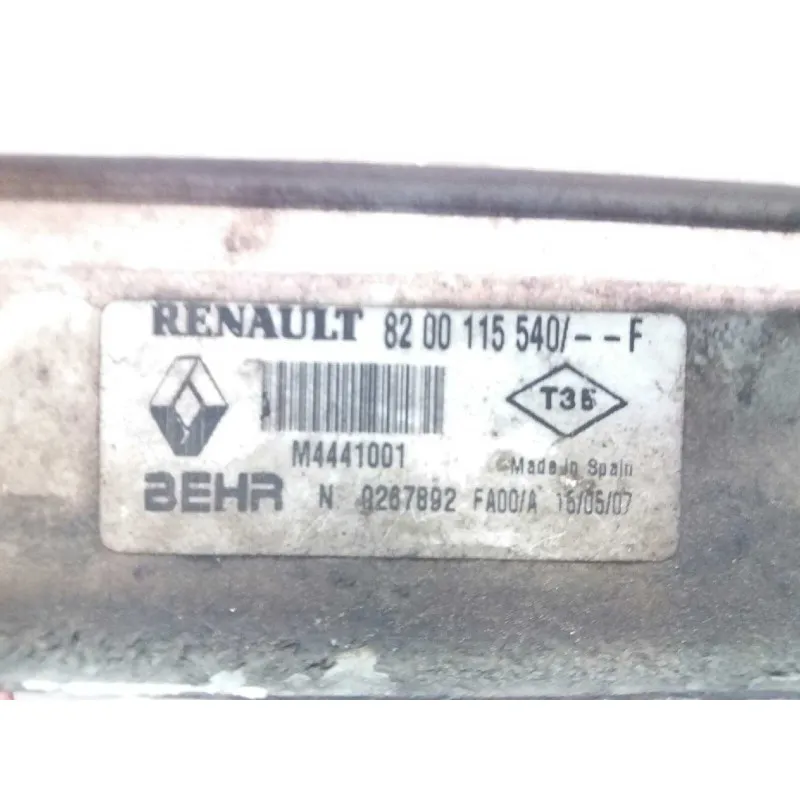 RENAULT 82 00 115 540/--F
T35
M4441001
Made in Spain
BEHR N 0267892 FA00/A 15/05/07